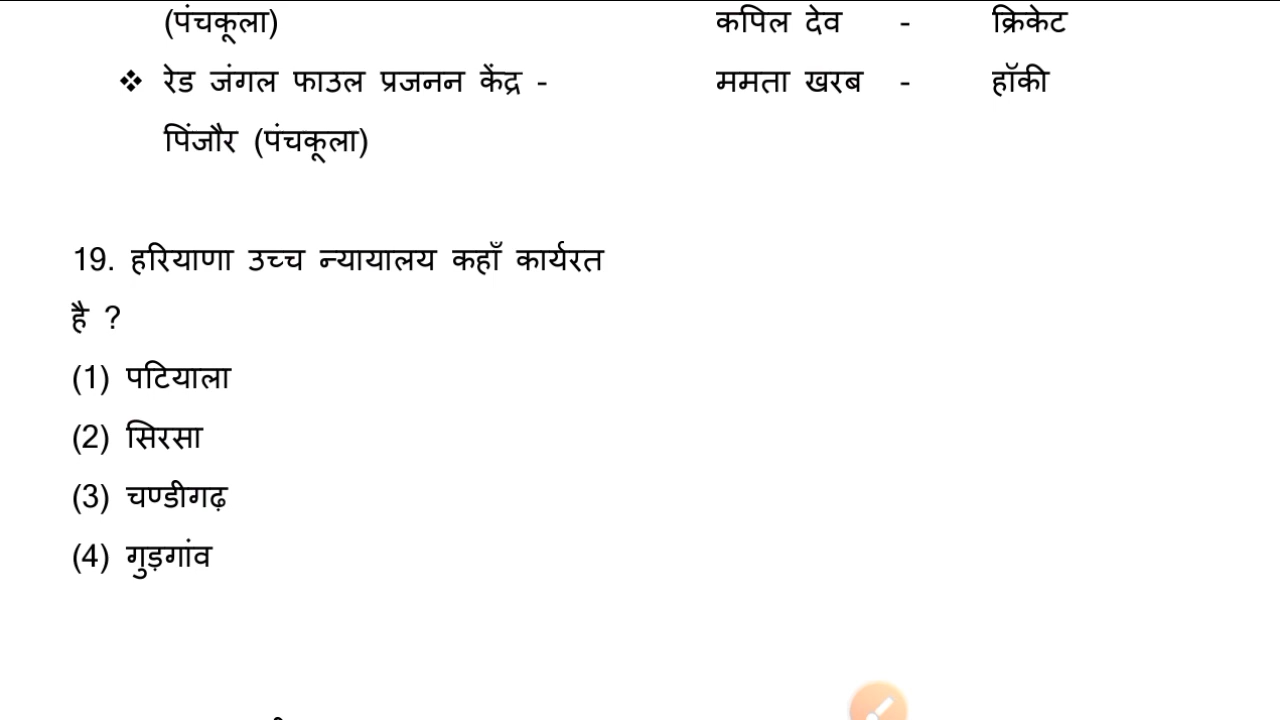 (पंचकूला)
❖ रेड जंगल फाउल प्रजनन केंद्र -
पिंजौर (पंचकूला)
19. हरियाणा उच्च न्यायालय कहाँ कार्यरत
है ?
(1) पटियाला
(2) सिरसा
(3) चण्डीगढ़
(4) गुड़गांव
कपिल देव - क्रिकेट
ममता खरब - हॉकी